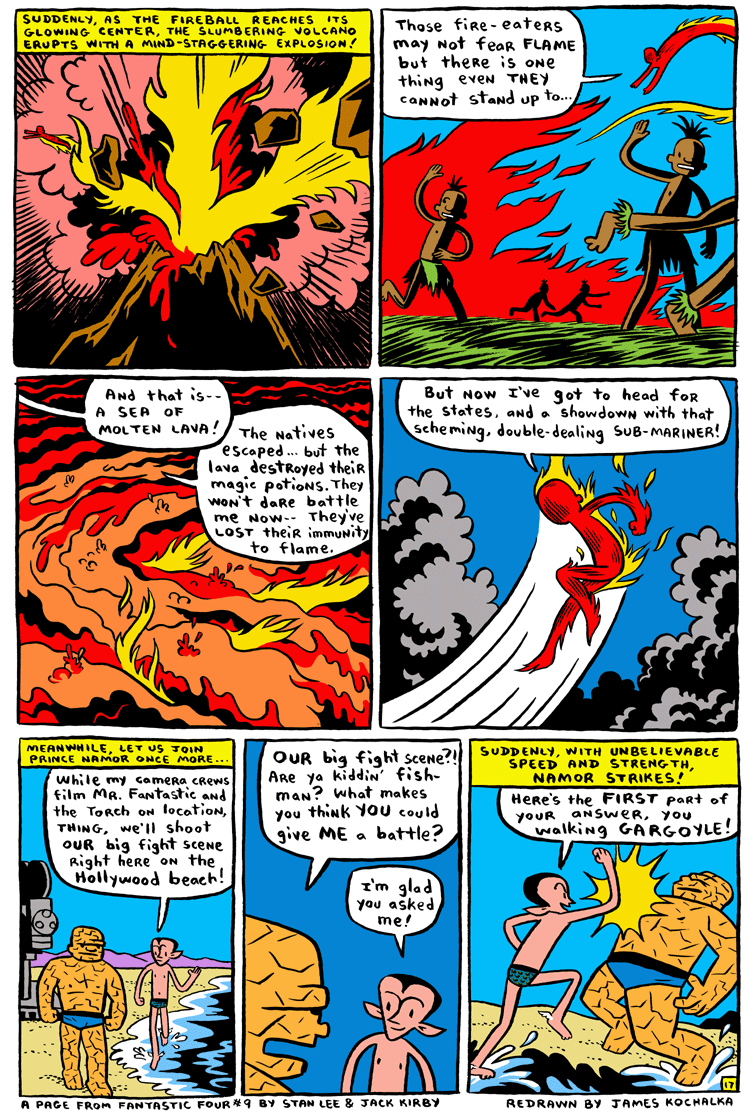 SUDDENLY, AS THE FIREBALL REACHES ITS
GLOWING CENTER, THE SLUMBERING VOLCANO
ERUPTS WITH A MIND-STAGGERING EXPLOSION!
Those fire-eaters
may not fear FLAME
but there is one
thing even THEY
cannot stand up to...
And that is--
A SEA OF
MOLTEN LAVA!
The natives
escaped... but the
lava destroyed their
magic potions. They
won't dare battle
me now-- They've
LOST their immunity
to flame.
But NOW I've got to head for
the States, and a showdown with that
scheming, double-dealing SUB-MARINER!
MEANWHILE, LET US JOIN
PRINCE NAMOR ONCE MORE...
While my camera crews
film MR. Fantastic and
the Torch on location,
THING, we'll shoot
OUR big fight scene
right here on the
Hollywood beach!
OUR big fight scene?!
Are ya kiddin' fish-
man? What makes
you think YOU could
give ME a battle?
I'm glad
you asked
me!
SUDDENLY, WITH UNBELIEVABLE
SPEED AND STRENGTH,
NAMOR STRIKES!
Here's the FIRST part of
your answer, you
walking GARGOYLE!
17
A PAGE FROM FANTASTIC FOUR #9 BY STAN LEE & JACK KIRBY
REDRAWN BY JAMES KOCHALKA